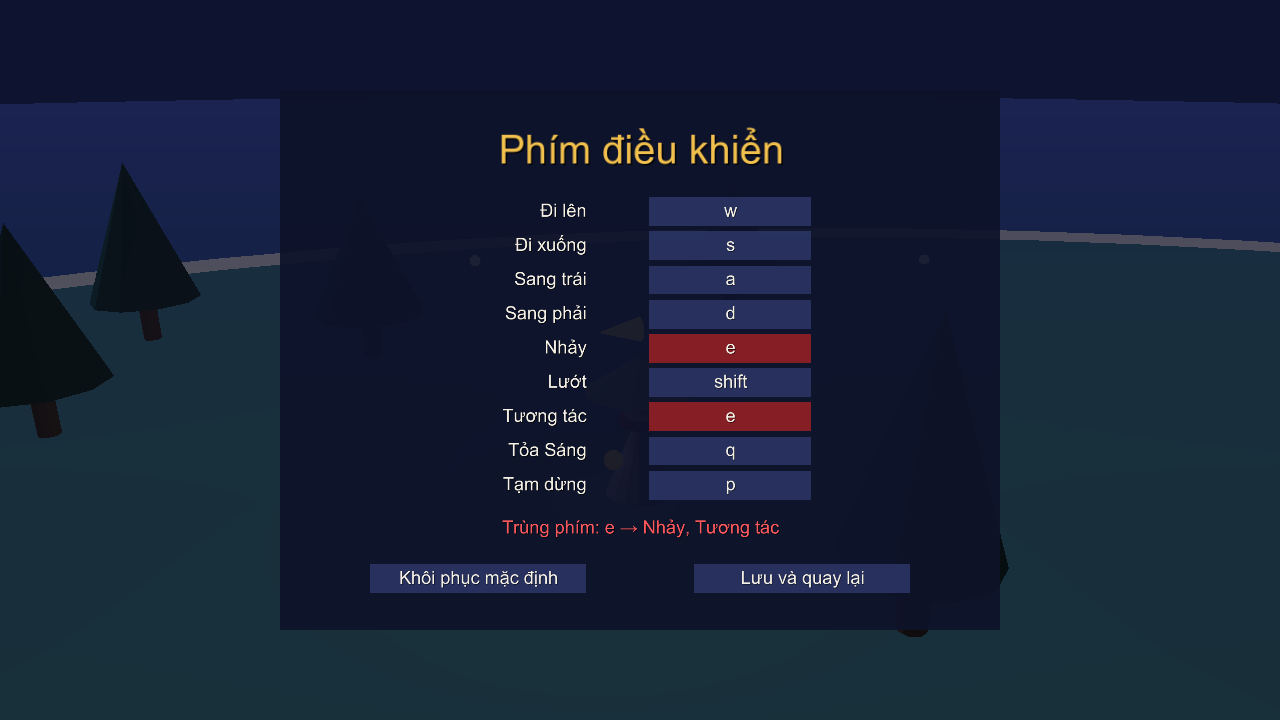 Phím điều khiển
Đi lên w
Đi xuống s
Sang trái a
Sang phải d
Nhảy e
Lướt shift
Tương tác e
Tỏa Sáng q
Tạm dừng p
Trùng phím: e → Nhảy, Tương tác
Khôi phục mặc định Lưu và quay lại